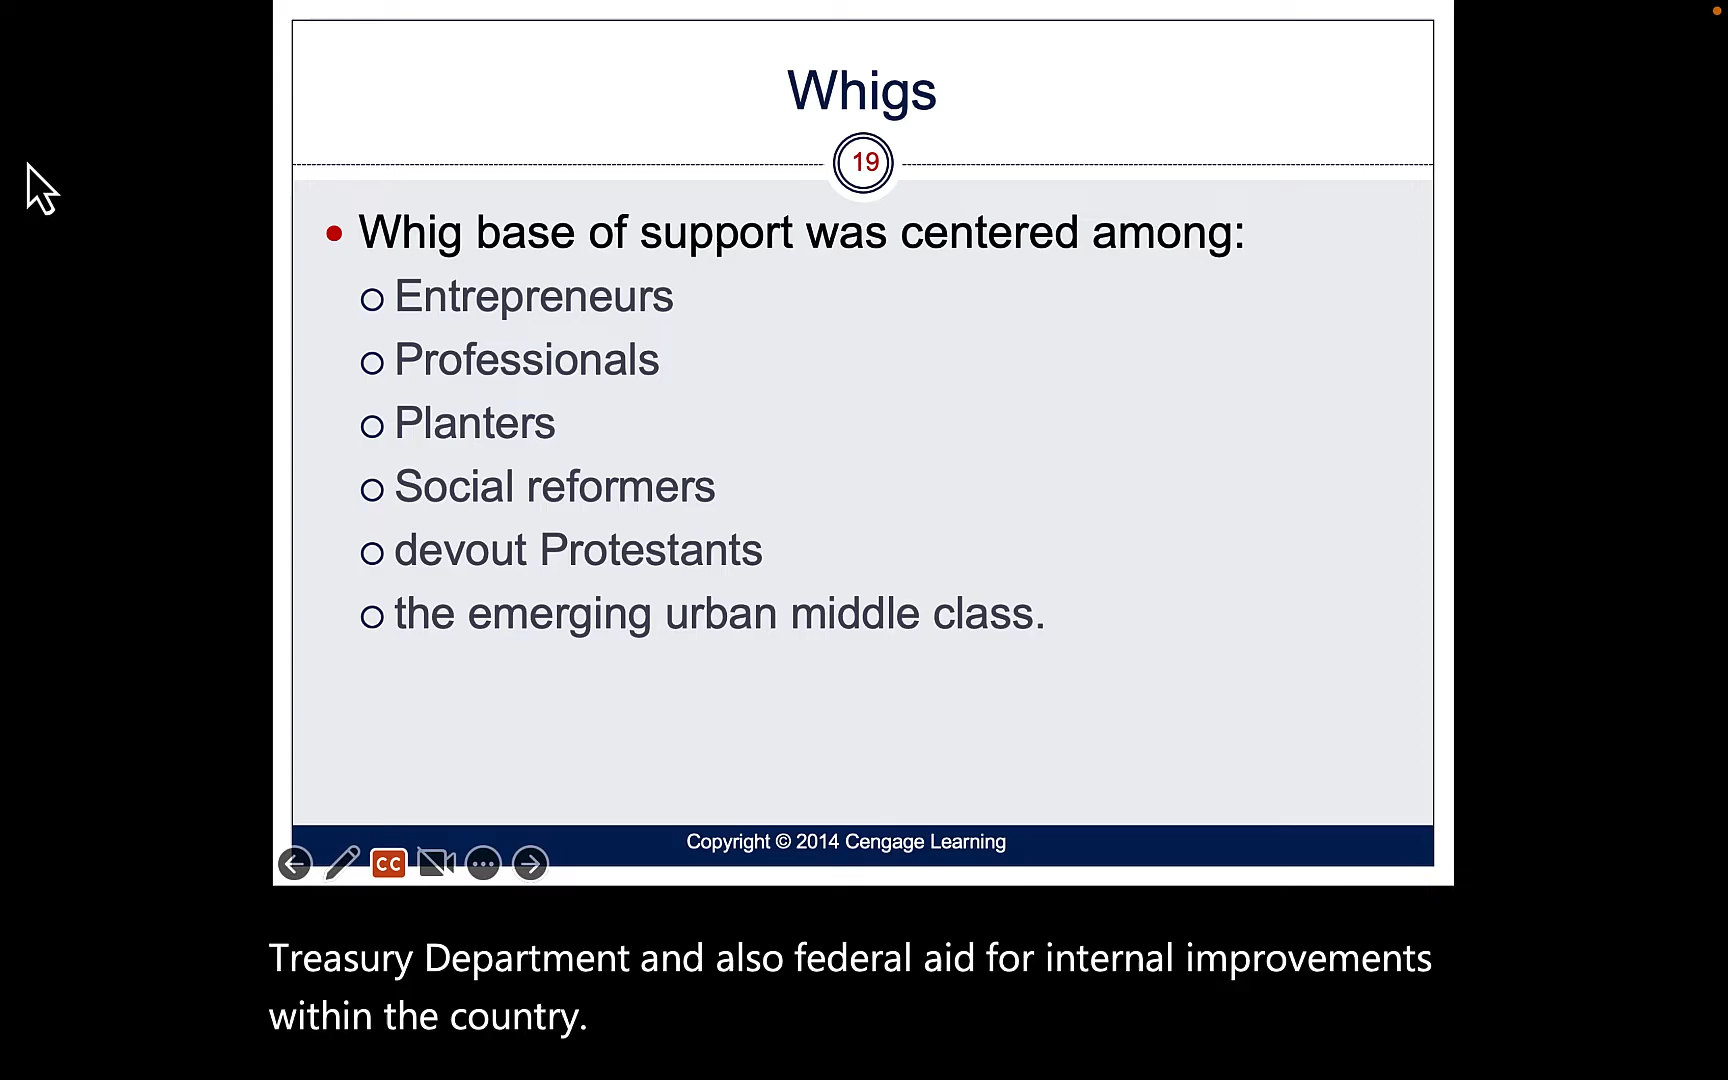 Whigs
19
Whig base of support was centered among:
Entrepreneurs
Professionals
Planters
Social reformers
devout Protestants
the emerging urban middle class.
Copyright © 2014 Cengage Learning
CC
Treasury Department and also federal aid for internal improvements
within the country.